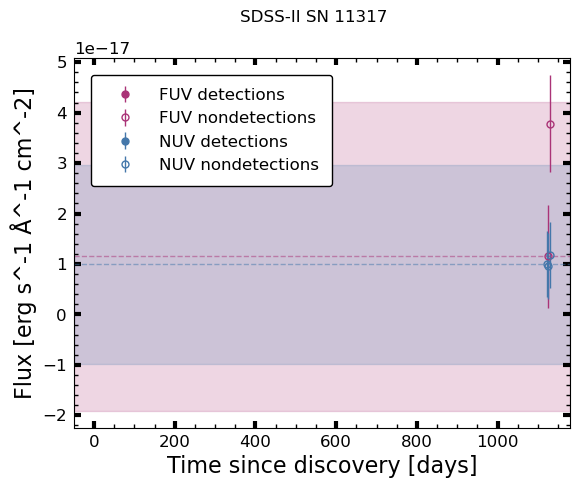 SDSS-II SN 11317
1e−17
5
4
3
2
1
0
−1
−2
Flux [erg s^-1 Å^-1 cm^-2]
FUV detections
FUV nondetections
NUV detections
NUV nondetections
0 200 400 600 800 1000
Time since discovery [days]